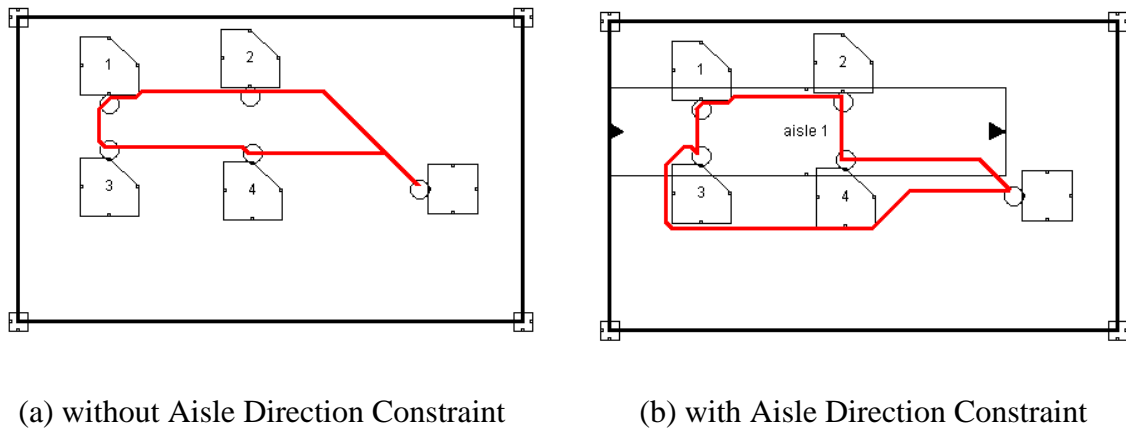 1
2
3
4
1
2
aisle 1
3
4
(a) without Aisle Direction Constraint
(b) with Aisle Direction Constraint